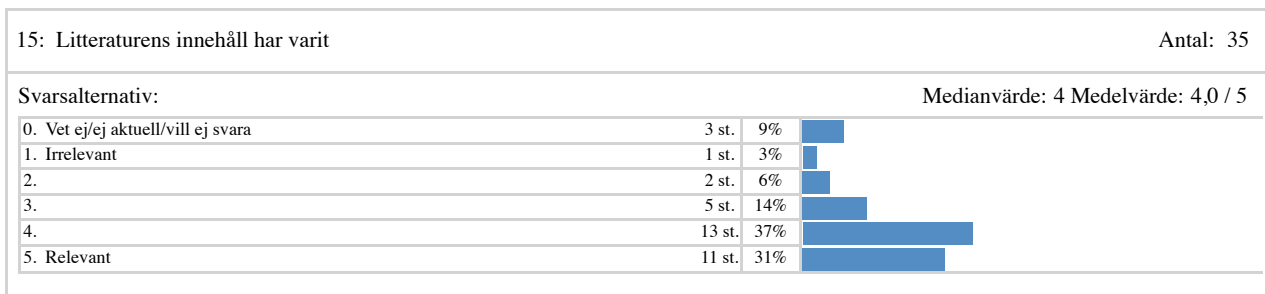 15: Litteraturens innehåll har varit Antal: 35
Svarsalternativ: Medianvärde: 4 Medelvärde: 4,0 / 5
0. Vet ej/ej aktuell/vill ej svara 3 st. 9%
1. Irrelevant 1 st. 3%
2. 2 st. 6%
3. 5 st. 14%
4. 13 st. 37%
5. Relevant 11 st. 31%